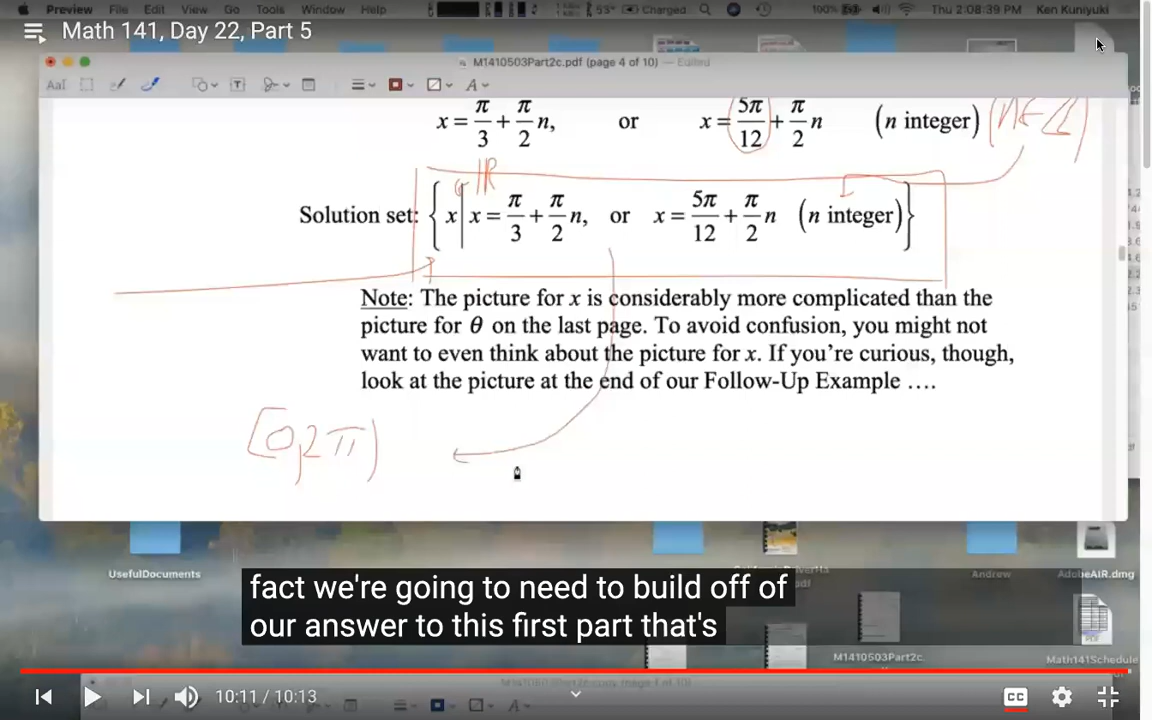 Preview File Edit View Go Tools Window Help 100% Thu 2:08:39 PM Ken Kuniyuki
Math 141, Day 22, Part 5
M1410503Part2c.pdf (page 4 of 10) — Edited
x = π/3 + π/2 n, or x = 5π/12 + π/2 n (n integer) (n ∈ Z)
ℝ
Solution set: { x | x = π/3 + π/2 n, or x = 5π/12 + π/2 n (n integer) }
Note: The picture for x is considerably more complicated than the
picture for θ on the last page. To avoid confusion, you might not
want to even think about the picture for x. If you’re curious, though,
look at the picture at the end of our Follow-Up Example ….
[0,2π)
UsefulDocuments
Andrew
AdobeAIR.dmg
fact we're going to need to build off of
our answer to this first part that's
M1410503Part2c.
Math141Schedule
PDF
10:11 / 10:13
CC